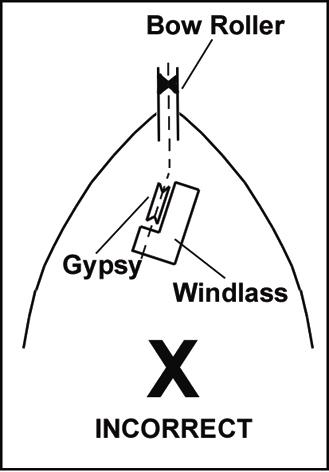 Bow Roller
Gypsy
Windlass
X
INCORRECT